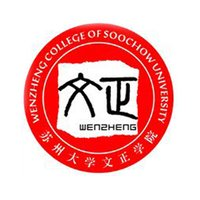 WENZHENG COLLEGE OF SOOCHOW UNIVERSITY
文正
WENZHENG
苏州大学文正学院